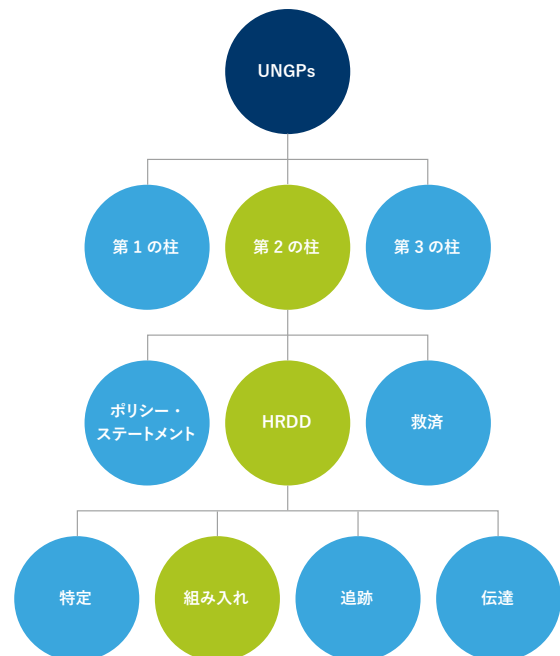 UNGPs
第1の柱
第2の柱
第3の柱
ポリシー・
ステートメント
HRDD
救済
特定
組み入れ
追跡
伝達